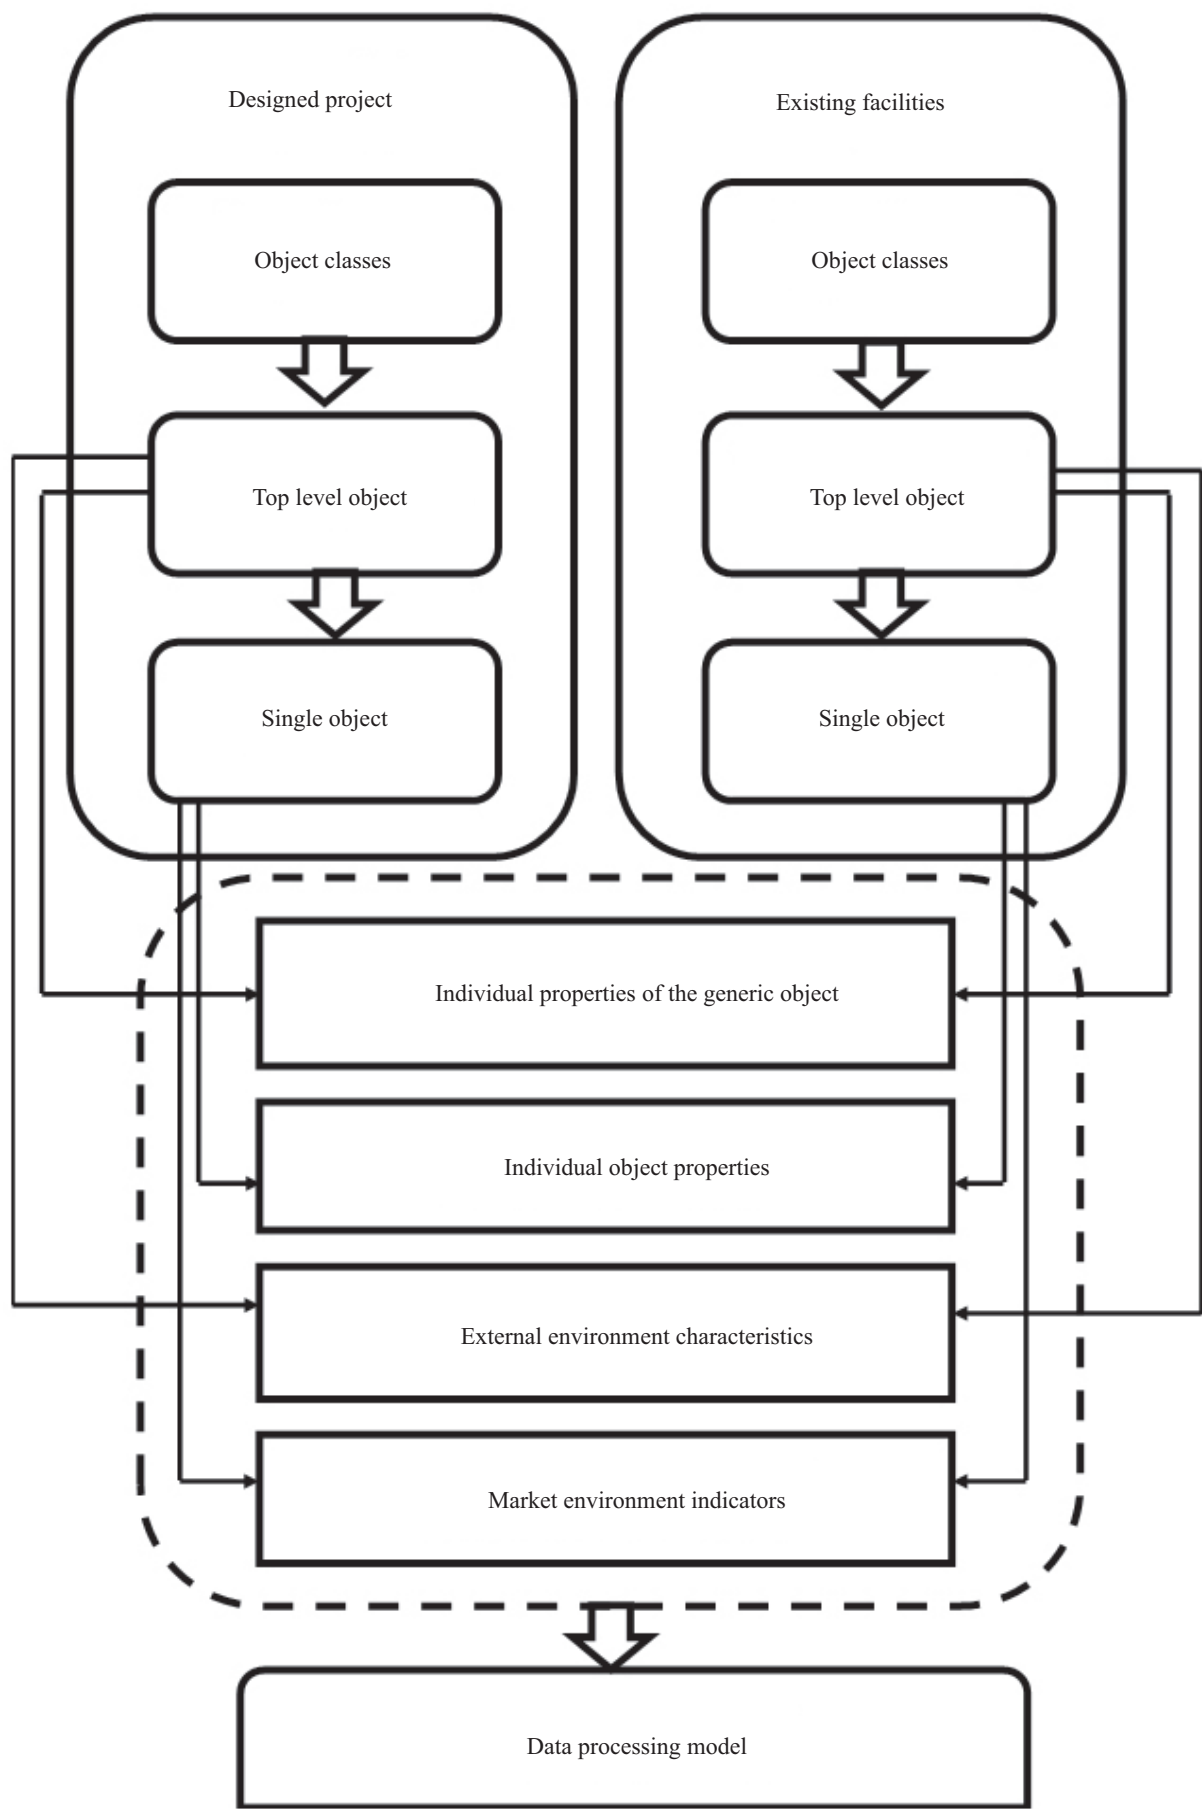 Designed project
Existing facilities
Object classes
Object classes
Top level object
Top level object
Single object
Single object
Individual properties of the generic object
Individual object properties
External environment characteristics
Market environment indicators
Data processing model